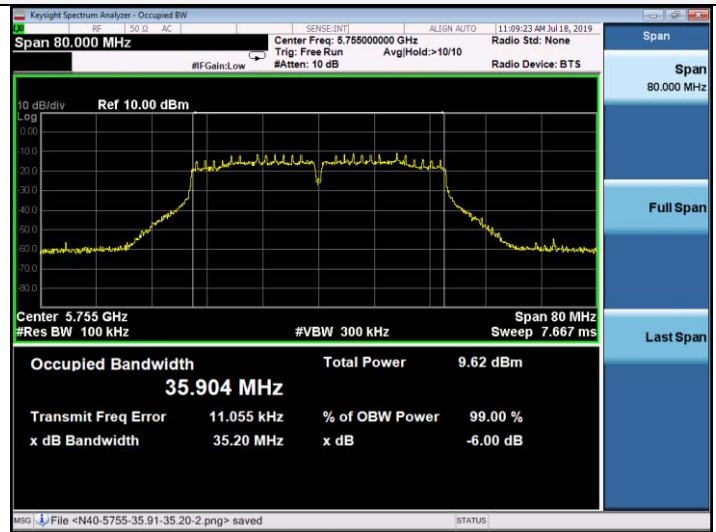 Keysight Spectrum Analyzer - Occupied BW
RF 50 Ω AC SENSE:INT ALIGN AUTO 11:09:23 AM Jul 18, 2019
Span 80.000 MHz
Center Freq: 5.755000000 GHz
Radio Std: None
Trig: Free Run Avg|Hold:>10/10
#IFGain:Low #Atten: 10 dB Radio Device: BTS
Span
Span
80.000 MHz
Full Span
Last Span
10 dB/div Ref 10.00 dBm
Log
0.00
-10.0
-20.0
-30.0
-40.0
-50.0
-60.0
-70.0
-80.0
Center 5.755 GHz Span 80 MHz
#Res BW 100 kHz #VBW 300 kHz Sweep 7.667 ms
Occupied Bandwidth Total Power 9.62 dBm
35.904 MHz
Transmit Freq Error 11.055 kHz % of OBW Power 99.00 %
x dB Bandwidth 35.20 MHz x dB -6.00 dB
MSG File <N40-5755-35.91-35.20-2.png> saved STATUS